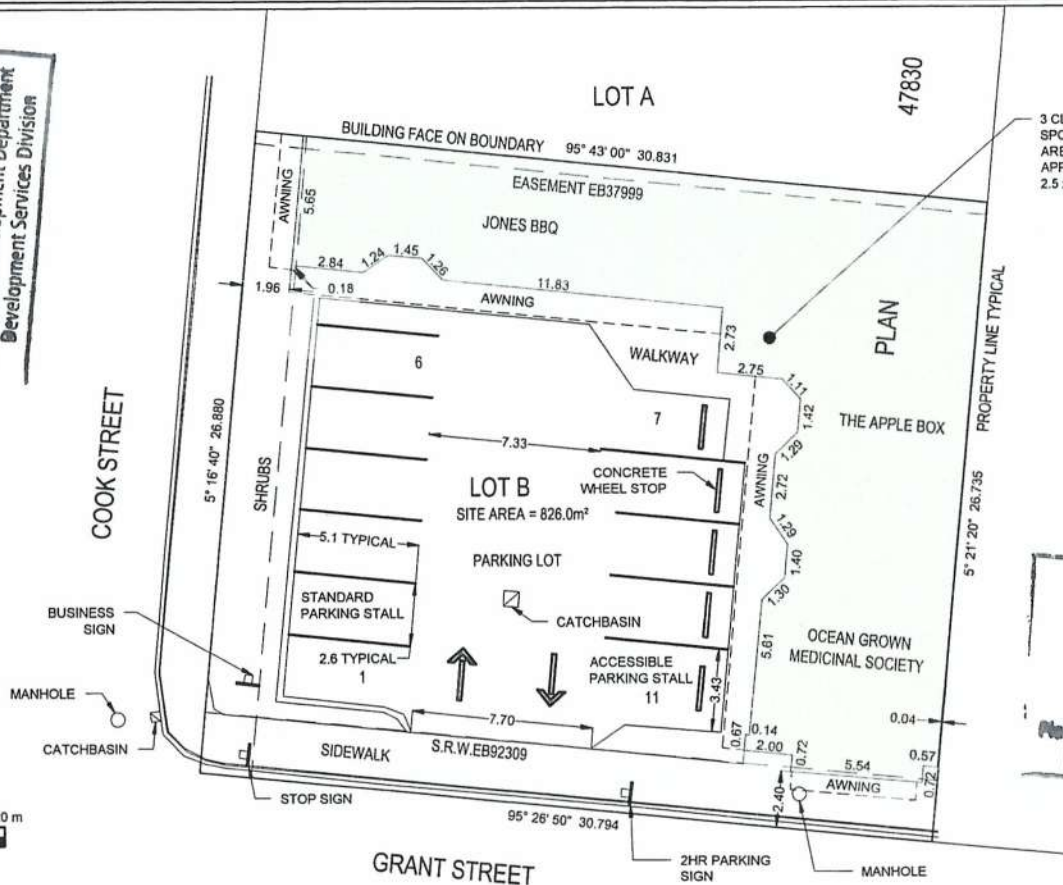 Development Services Division
LOT A
47830
BUILDING FACE ON BOUNDARY 95° 43' 00" 30.831
EASEMENT EB37999
JONES BBQ
AWNING
5.65
2.84
1.24
1.45
1.26
11.83
AWNING
1.96
0.18
2.73
WALKWAY
PLAN
PROPERTY LINE TYPICAL
2.75
1.11
1.42
THE APPLE BOX
6
7
7.33
CONCRETE
WHEEL STOP
AWNING
1.29
2.72
1.29
1.40
1.30
5.61
COOK STREET
5° 16' 40" 26.880
SHRUBS
LOT B
SITE AREA = 826.0m²
5.1 TYPICAL
PARKING LOT
5° 21' 20" 26.735
STANDARD
PARKING STALL
CATCHBASIN
BUSINESS
SIGN
2.6 TYPICAL
1
ACCESSIBLE
PARKING STALL
11
3.43
OCEAN GROWN
MEDICINAL SOCIETY
MANHOLE
7.70
0.67
0.14
2.00
0.72
5.54
0.04
0.57
0.72
CATCHBASIN
SIDEWALK
S.R.W.EB92309
AWNING
2.40
STOP SIGN
95° 26' 50" 30.794
0 m
GRANT STREET
2HR PARKING
SIGN
MANHOLE